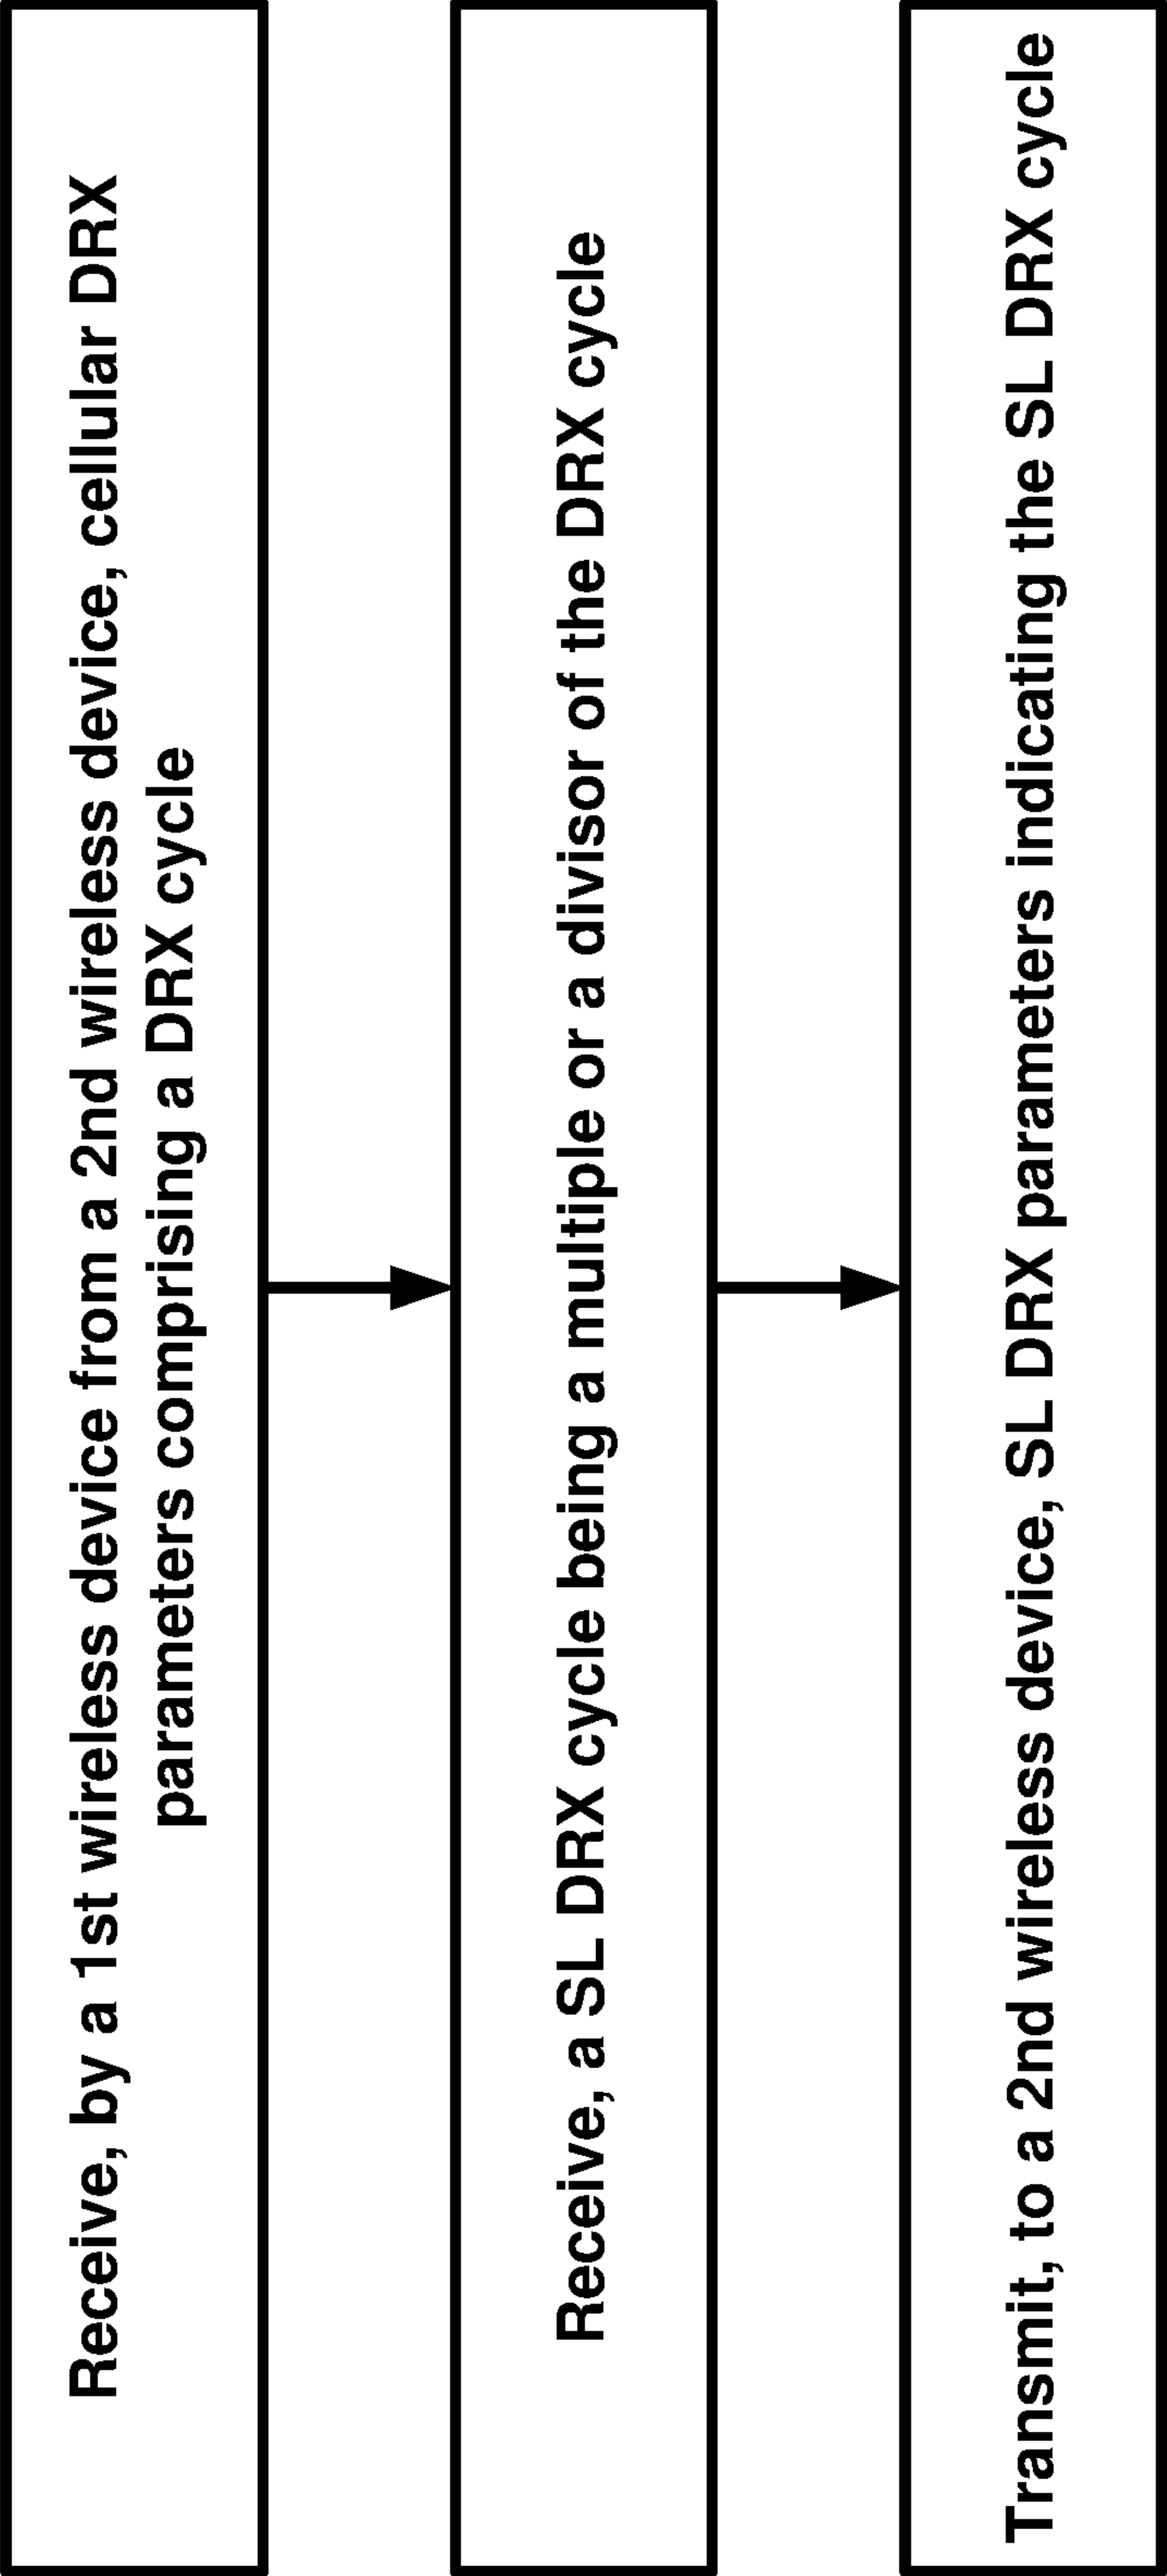 Receive, by a 1st wireless device from a 2nd wireless device, cellular DRX
parameters comprising a DRX cycle
Receive, a SL DRX cycle being a multiple or a divisor of the DRX cycle
Transmit, to a 2nd wireless device, SL DRX parameters indicating the SL DRX cycle